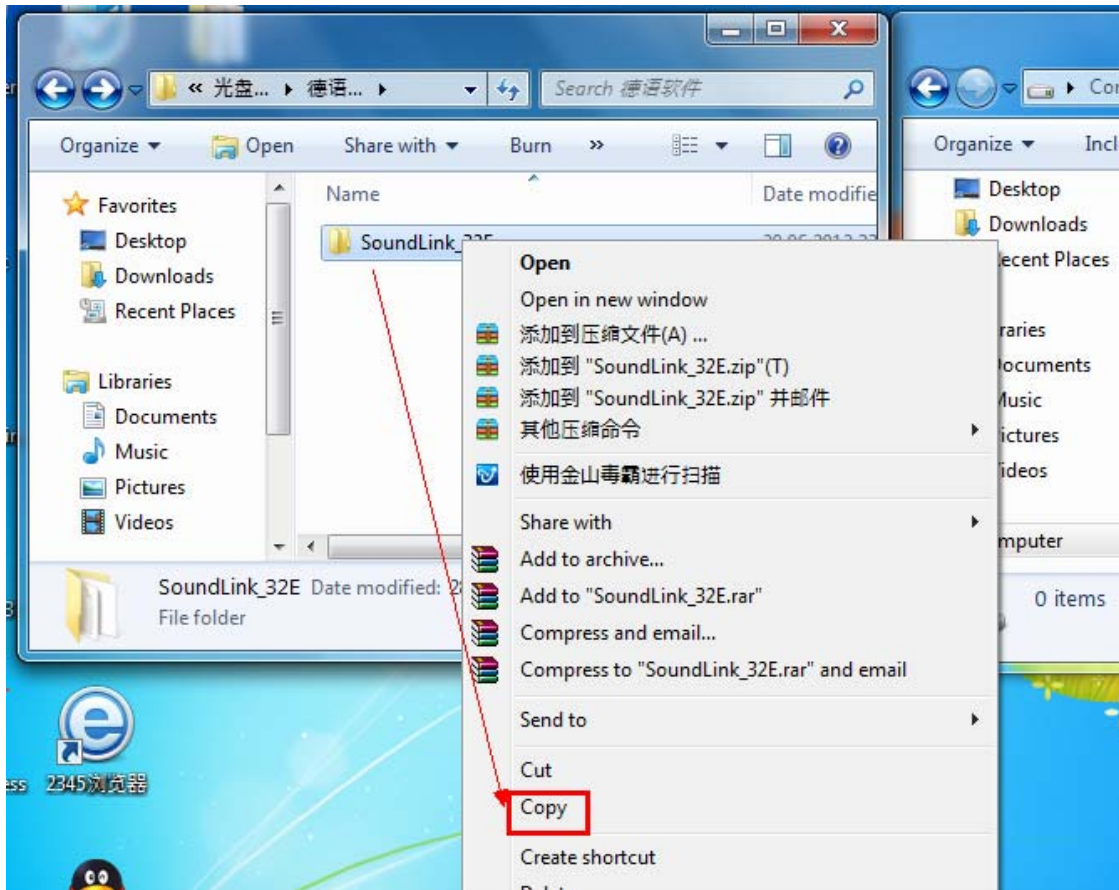 « 光盘... ▸ 德语... ▸
Search 德语软件
Organize
Open
Share with
Burn
»
Favorites
Desktop
Downloads
Recent Places
Libraries
Documents
Music
Pictures
Videos
Name
Date modifie
SoundLink_32E
Open
Open in new window
添加到压缩文件(A) ...
添加到 "SoundLink_32E.zip"(T)
添加到 "SoundLink_32E.zip" 并邮件
其他压缩命令
使用金山毒霸进行扫描
Share with
Add to archive...
Add to "SoundLink_32E.rar"
Compress and email...
Compress to "SoundLink_32E.rar" and email
Send to
Cut
Copy
Create shortcut
SoundLink_32E Date modified: 2
File folder
2345浏览器
ess
Cor
Organize
Incl
Desktop
Downloads
ecent Places
raries
ocuments
Music
ictures
ideos
mputer
0 items